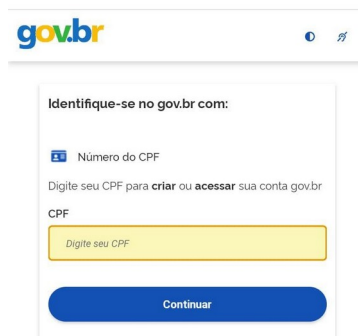 gov.br
Identifique-se no gov.br com:
Número do CPF
Digite seu CPF para criar ou acessar sua conta gov.br
CPF
Digite seu CPF
Continuar